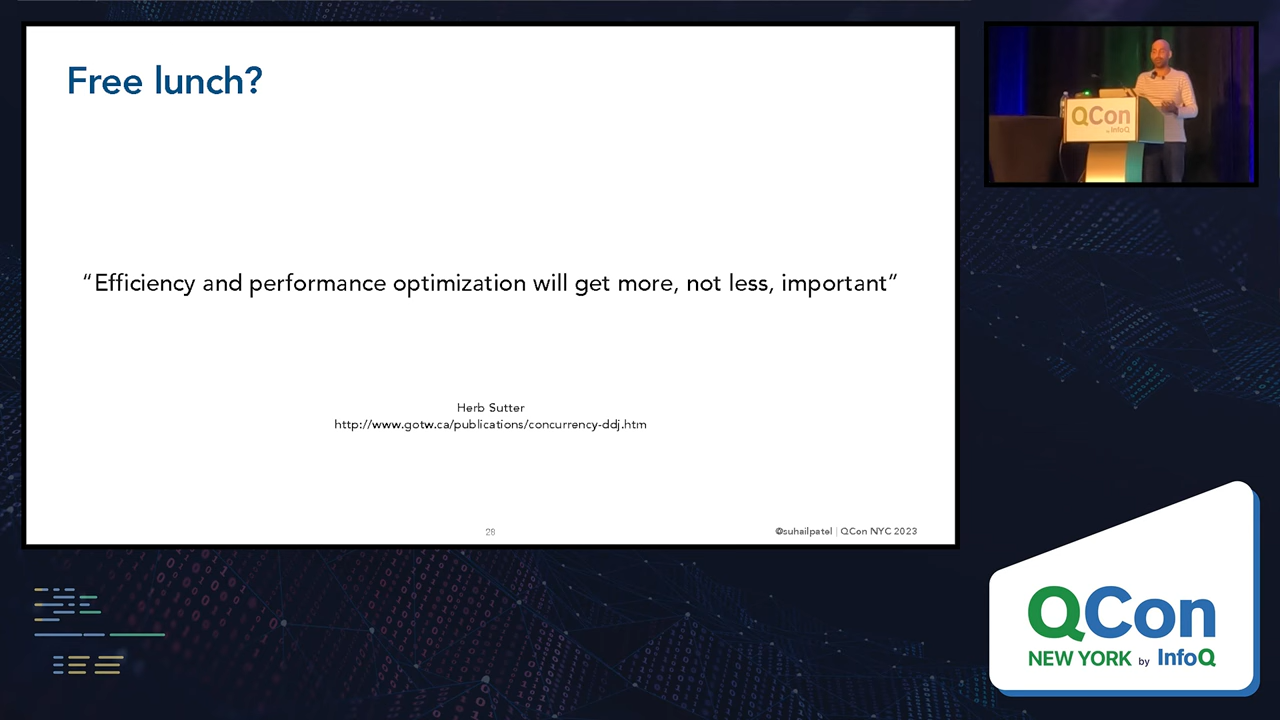 Free lunch?
“Efficiency and performance optimization will get more, not less, important”
Herb Sutter
http://www.gotw.ca/publications/concurrency-ddj.htm
28
@suhailpatel | QCon NYC 2023
QCon
by InfoQ
QCon
NEW YORK by InfoQ